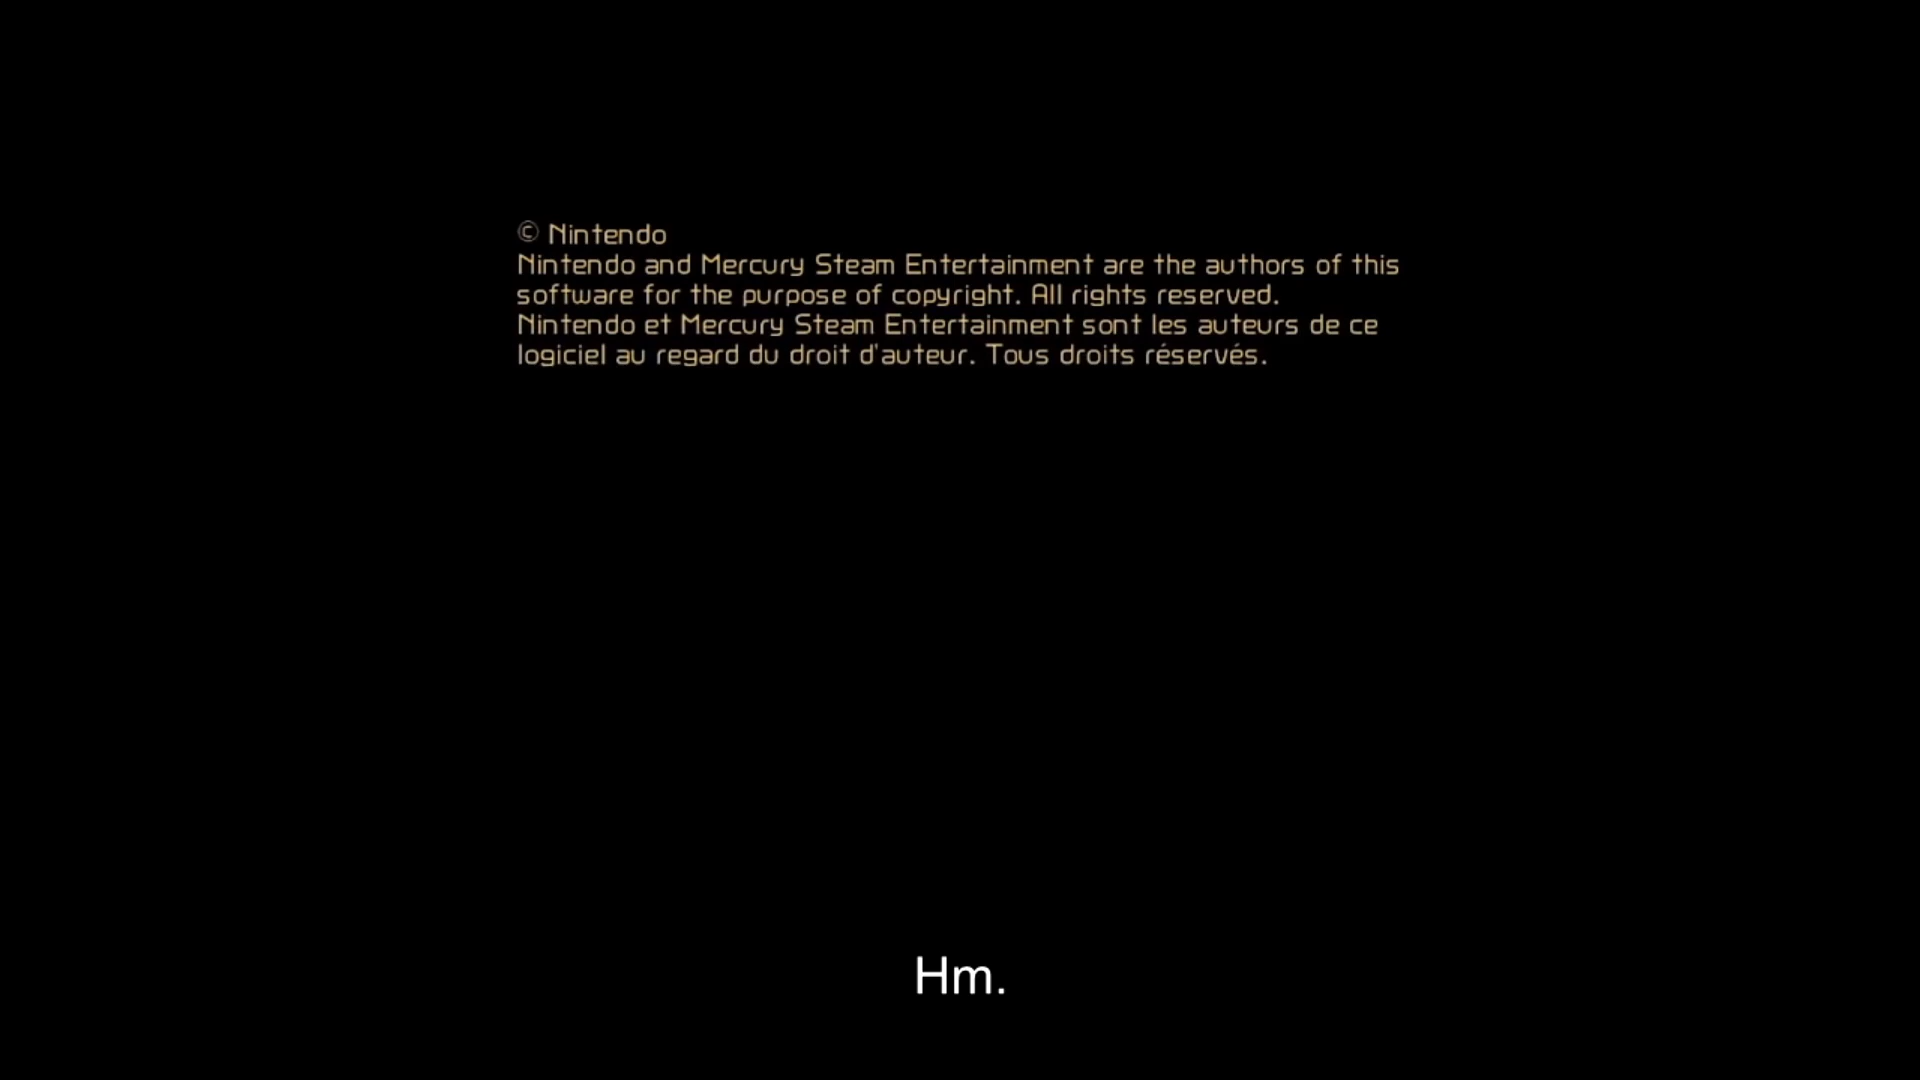 © Nintendo
Nintendo and Mercury Steam Entertainment are the authors of this
software for the purpose of copyright. All rights reserved.
Nintendo et Mercury Steam Entertainment sont les auteurs de ce
logiciel au regard du droit d'auteur. Tous droits réservés.
Hm.